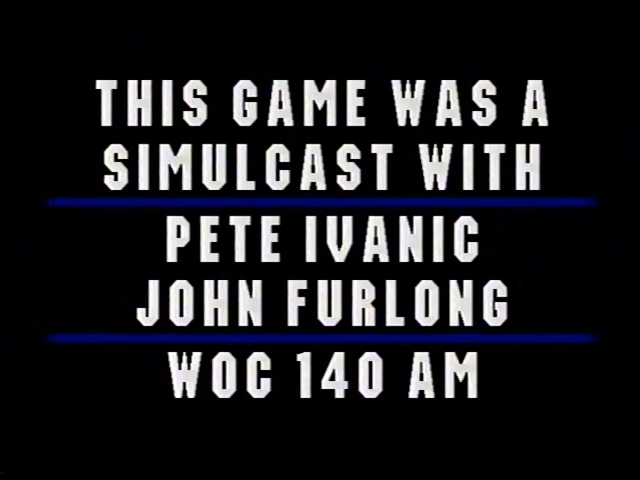 THIS GAME WAS A
SIMULCAST WITH
PETE IVANIC
JOHN FURLONG
WOC 140 AM